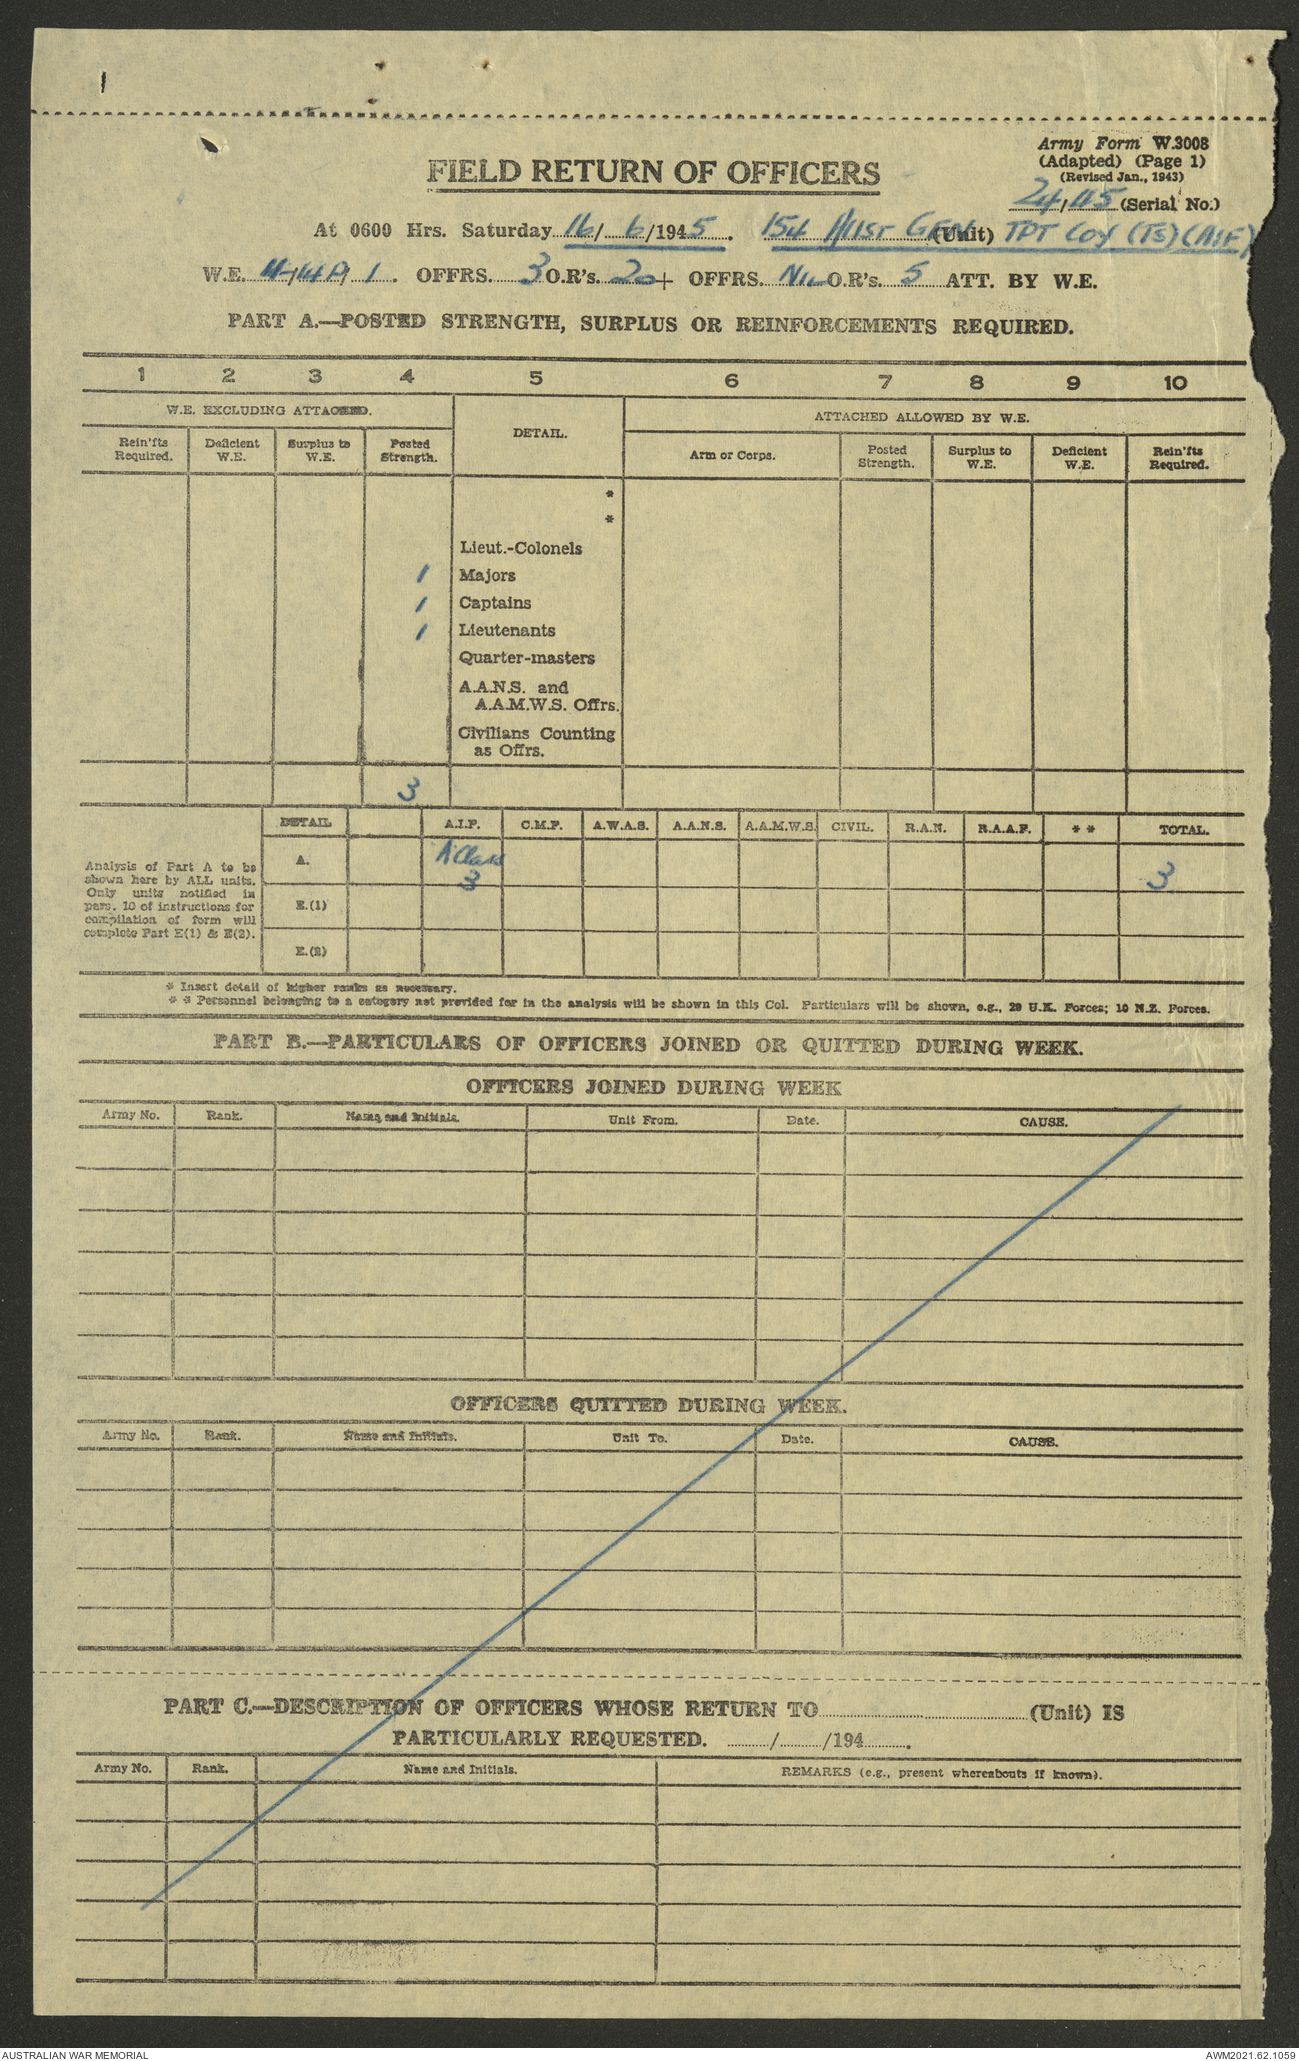 Army Form W.3008
(Adapted) (Page 1)
(Revised Jan., 1943)
FIELD RETURN OF OFFICERS
24/45 (Serial No.)
At 0600 Hrs. Saturday 16/ 6/1945. 154 AUST GEN (Unit) TPT COY (TS) (AIF)
W.E. 1. OFFRS. 3 O.R's. 20 + OFFRS. NIL O.R's. 5 ATT. BY W.E.
PART A.—POSTED STRENGTH, SURPLUS OR REINFORCEMENTS REQUIRED.
1 2 3 4 5 6 7 8 9 10
W.E. EXCLUDING ATTACHED. DETAIL. ATTACHED ALLOWED BY W.E.
Rein'fts Required. Deficient W.E. Surplus to W.E. Posted Strength. Arm or Corps. Posted Strength. Surplus to W.E. Deficient W.E. Rein'fts Required.
*
*
Lieut.-Colonels
1 Majors
1 Captains
1 Lieutenants
Quarter-masters
A.A.N.S. and
A.A.M.W.S. Offrs.
Civilians Counting
as Offrs.
3
DETAIL A.I.F. C.M.F. A.W.A.S. A.A.N.S. A.A.M.W.S. CIVIL. R.A.N. R.A.A.F. * * TOTAL.
Analysis of Part A to be
shown here by ALL units.
Only units notified in
para. 10 of instructions for
compilation of form will
complete Part E(1) & E(2).
A. A Class 3 3
E.(1)
E.(2)
* Insert detail of higher ranks as necessary.
* * Personnel belonging to a category not provided for in the analysis will be shown in this Col. Particulars will be shown, e.g., 29 U.K. Forces; 10 N.Z. Forces.
PART B.—PARTICULARS OF OFFICERS JOINED OR QUITTED DURING WEEK.
OFFICERS JOINED DURING WEEK
Army No. Rank. Name and Initials. Unit From. Date. CAUSE.
OFFICERS QUITTED DURING WEEK.
Army No. Rank. Name and Initials. Unit To. Date. CAUSE.
PART C.—DESCRIPTION OF OFFICERS WHOSE RETURN TO (Unit) IS
PARTICULARLY REQUESTED. / /194 .
Army No. Rank. Name and Initials. REMARKS (e.g., present whereabouts if known).
AUSTRALIAN WAR MEMORIAL
AWM2021.62.1059